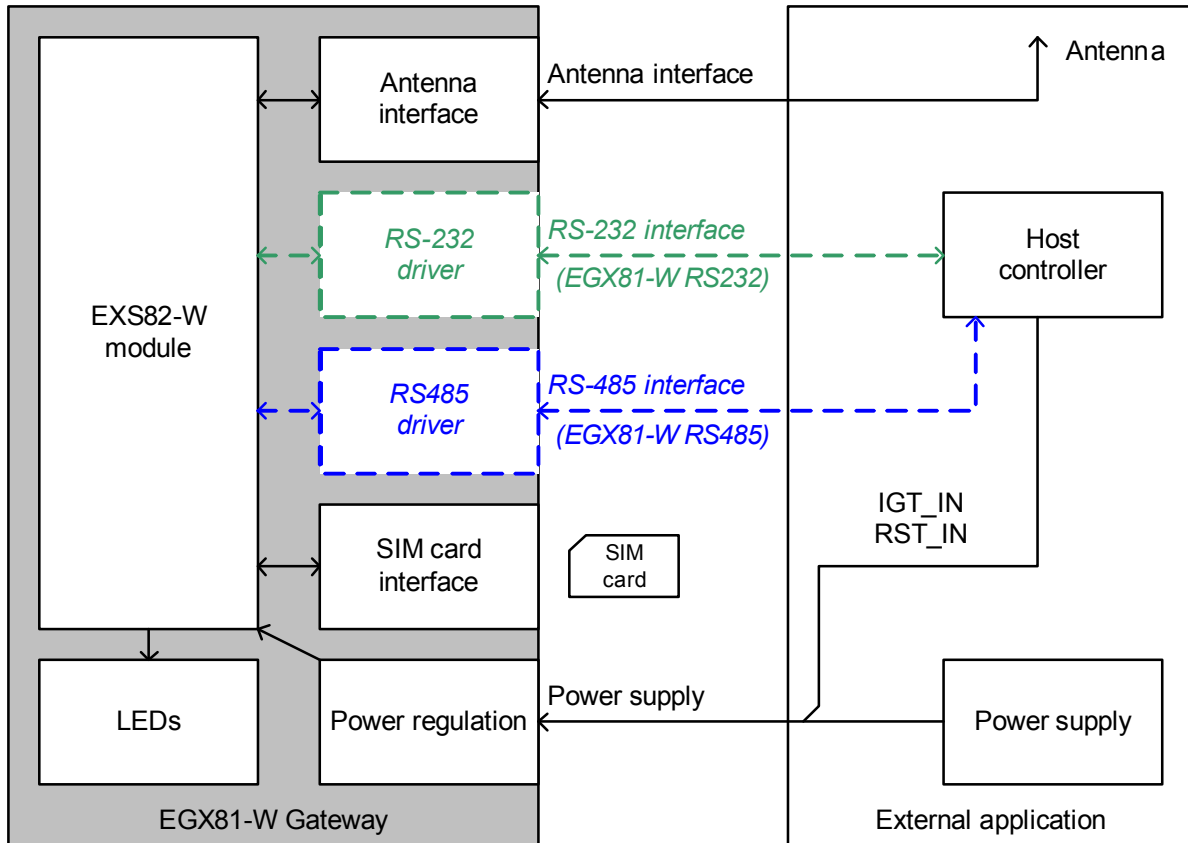 Antenna
interface
Antenna interface
Antenna
RS-232
driver
RS-232 interface
(EGX81-W RS232)
Host
controller
EXS82-W
module
RS485
driver
RS-485 interface
(EGX81-W RS485)
IGT_IN
RST_IN
SIM card
interface
SIM
card
LEDs
Power regulation
Power supply
Power supply
EGX81-W Gateway
External application